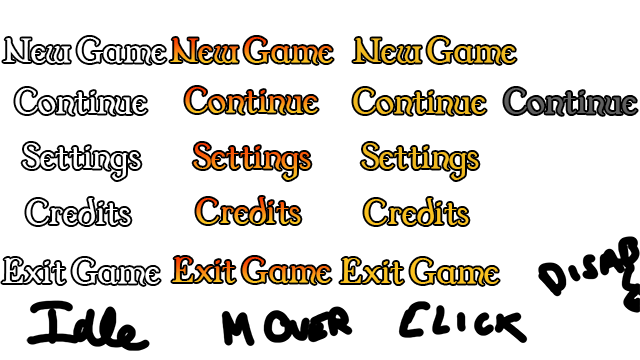 New Game New Game New Game
Continue Continue Continue Continue
Settings Settings Settings
Credits Credits Credits
Exit Game Exit Game Exit Game
Idle MOVER CLICK